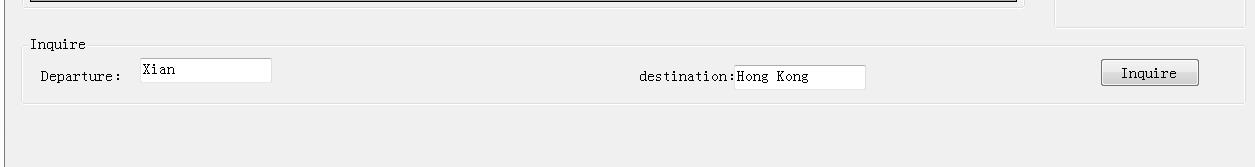 Inquire
Departure: Xian destination: Hong Kong Inquire